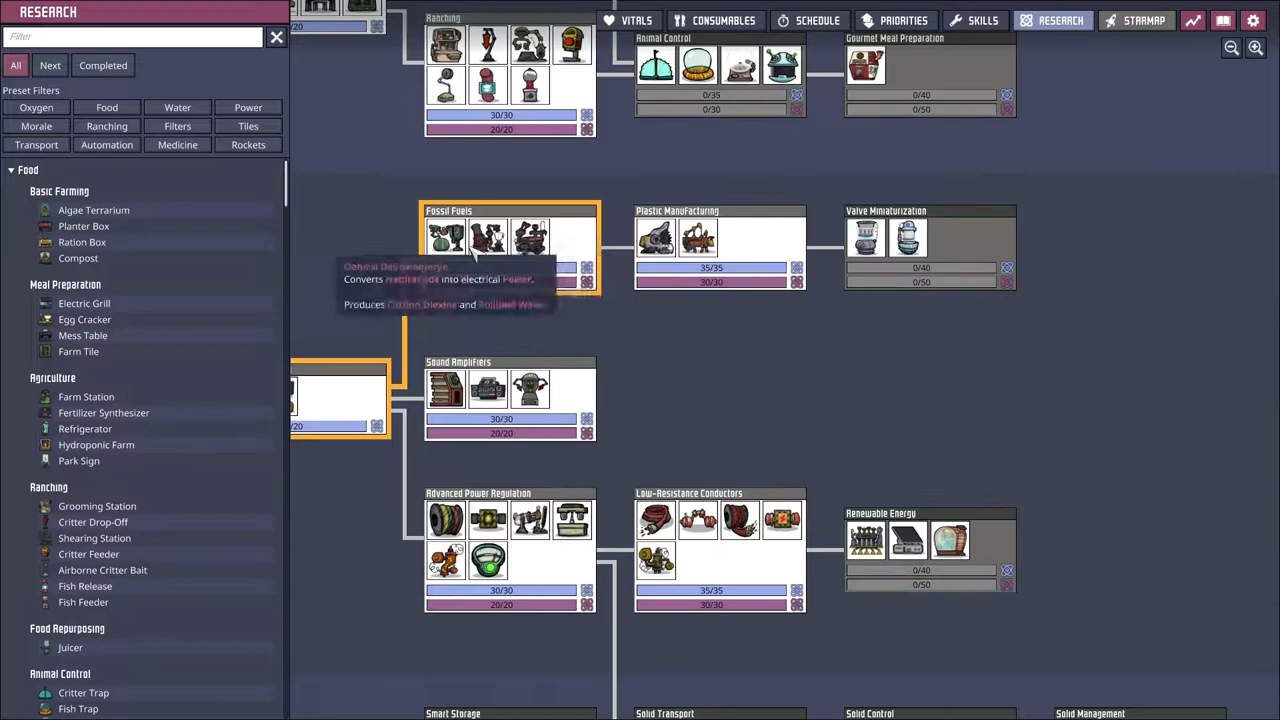 RESEARCH
VITALS
CONSUMABLES
SCHEDULE
PRIORITIES
SKILLS
RESEARCH
STARMAP
Filter
All
Next
Completed
Preset Filters
Oxygen
Food
Water
Power
Morale
Ranching
Filters
Tiles
Transport
Automation
Medicine
Rockets
Food
Basic Farming
Algae Terrarium
Planter Box
Ration Box
Compost
Meal Preparation
Electric Grill
Egg Cracker
Mess Table
Farm Tile
Agriculture
Farm Station
Fertilizer Synthesizer
Refrigerator
Hydroponic Farm
Park Sign
Ranching
Grooming Station
Critter Drop-Off
Shearing Station
Critter Feeder
Airborne Critter Bait
Fish Release
Fish Feeder
Food Repurposing
Juicer
Animal Control
Critter Trap
Fish Trap
/20
Ranching
30/30
20/20
Animal Control
0/35
0/30
Gourmet Meal Preparation
0/40
0/50
Fossil Fuels
Converts Natural Gas into electrical Power.
Produces Carbon Dioxide and Polluted
Plastic Manufacturing
35/35
30/30
Valve Miniaturization
0/40
0/50
/20
Sound Amplifiers
30/30
20/20
Advanced Power Regulation
30/30
20/20
Low-Resistance Conductors
35/35
30/30
Renewable Energy
0/40
0/50
Smart Storage
Solid Transport
Solid Control
Solid Management